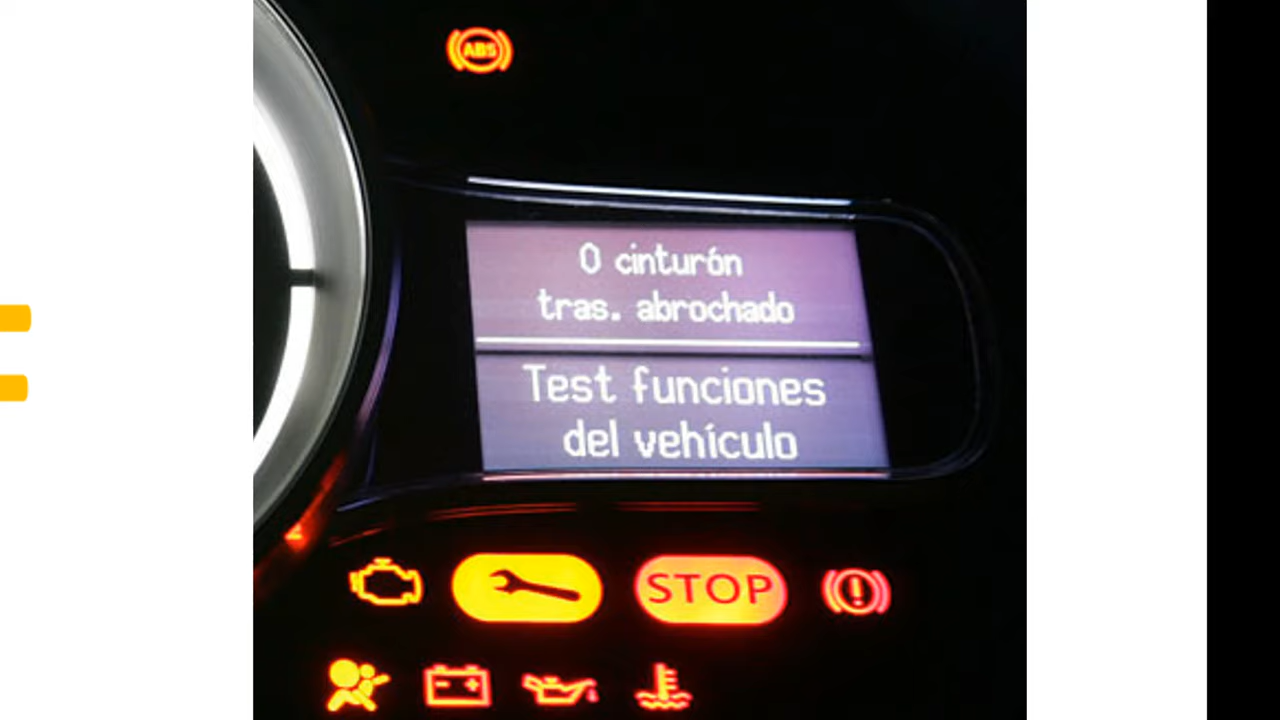 ABS
0 cinturón
tras. abrochado
Test funciones
del vehículo
STOP